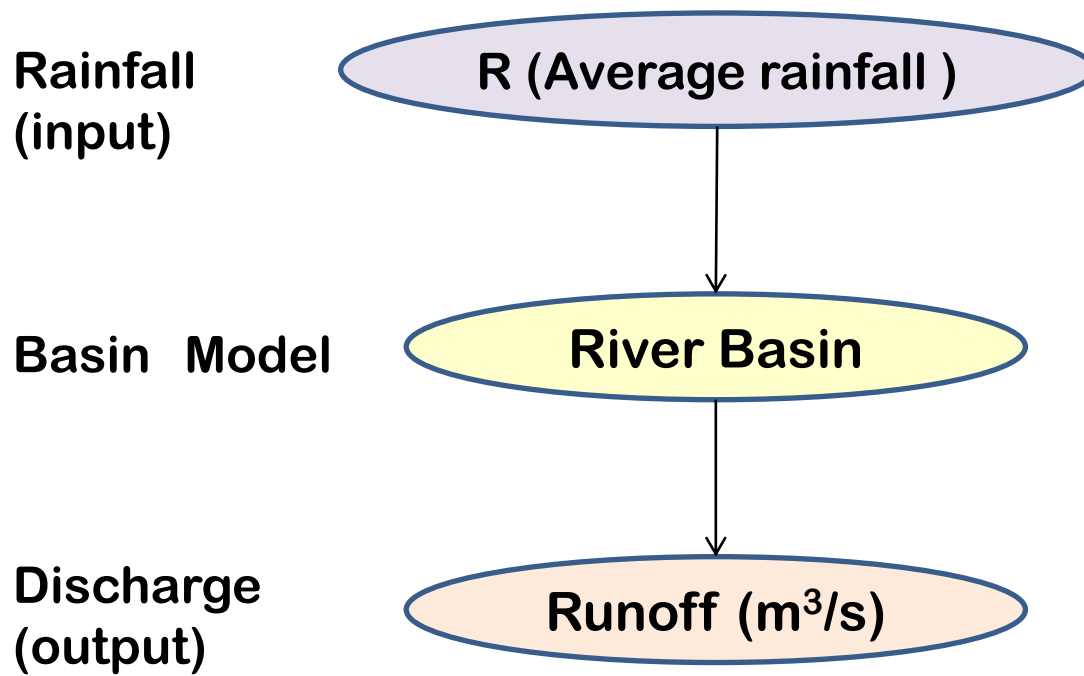 Rainfall
(input)
R (Average rainfall )
Basin Model
River Basin
Discharge
(output)
Runoff (m³/s)